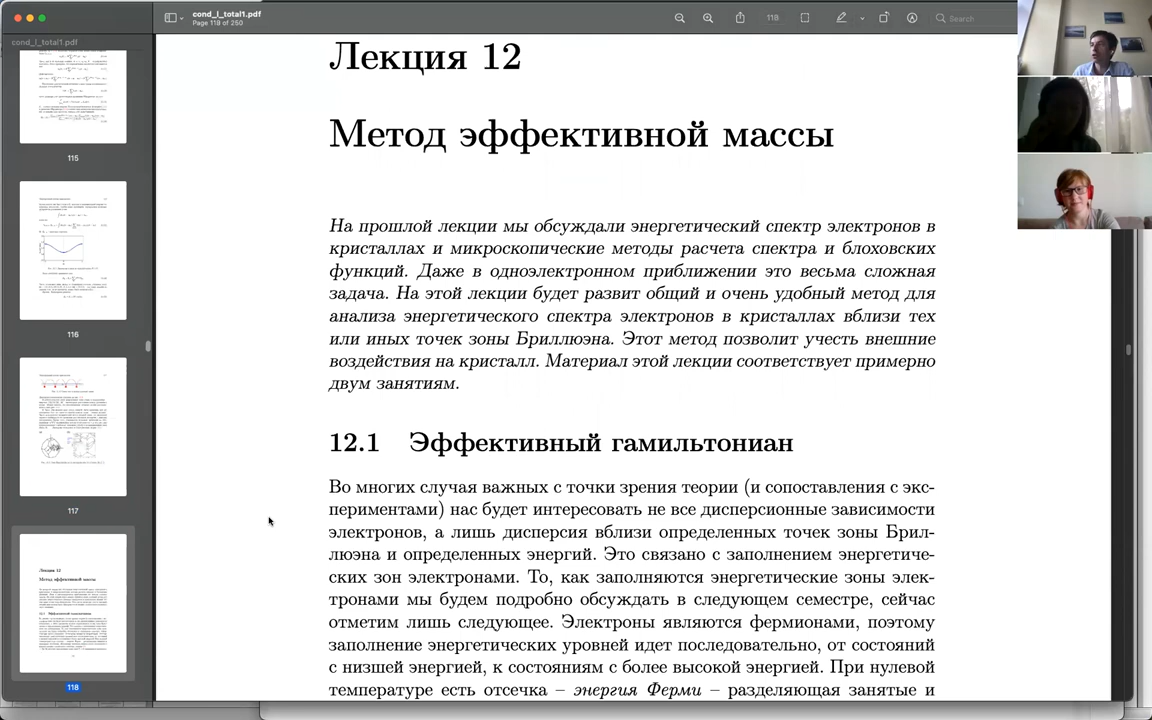 cond_l_total1.pdf
Page 119 of 250
118
Search
cond_l_total1.pdf
115
116
117
Лекция 12
Метод эффективной массы
118
Лекция 12
Метод эффективной массы
На прошлой лекции мы обсуждали энергетический спектр электронов в
кристаллах и микроскопические методы расчета спектра и блоховских
функций. Даже в одноэлектронном приближении это весьма сложная
задача. На этой лекции будет развит общий и очень удобный метод для
анализа энергетического спектра электронов в кристаллах вблизи тех
или иных точек зоны Бриллюэна. Этот метод позволит учесть внешние
воздействия на кристалл. Материал этой лекции соответствует примерно
двум занятиям.
12.1 Эффективный гамильтониан
Во многих случая важных с точки зрения теории (и сопоставления с экс-
периментами) нас будет интересовать не все дисперсионные зависимости
электронов, а лишь дисперсия вблизи определенных точек зоны Брил-
люэна и определенных энергий. Это связано с заполнением энергетиче-
ских зон электронами. То, как заполняются энергетические зоны элек-
тронами мы будем подробно обсуждать в следующем семестре, сейчас
отметим лишь следующее. Электроны являются фермионами, поэтому
заполнение энергетических уровней идет последовательно, от состояний
с низшей энергией, к состояниям с более высокой энергией. При нулевой
температуре есть отсечка – энергия Ферми – разделяющая занятые и